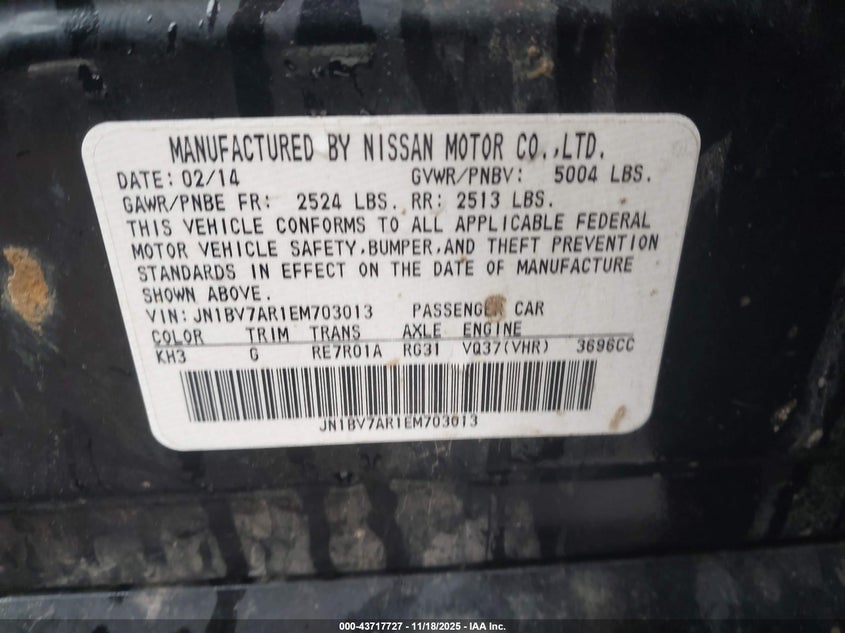 MANUFACTURED BY NISSAN MOTOR CO.,LTD.
DATE: 02/14 GVWR/PNBV: 5004 LBS.
GAWR/PNBE FR: 2524 LBS. RR: 2513 LBS.
THIS VEHICLE CONFORMS TO ALL APPLICABLE FEDERAL
MOTOR VEHICLE SAFETY,BUMPER,AND THEFT PREVENTION
STANDARDS IN EFFECT ON THE DATE OF MANUFACTURE
SHOWN ABOVE.
VIN: JN1BV7AR1EM703013 PASSENGER CAR
COLOR TRIM TRANS AXLE ENGINE
KH3 G RE7R01A RG31 VQ37(VHR) 3696CC
JN1BV7AR1EM703013
000-43717727 - 11/18/2025 - IAA Inc.